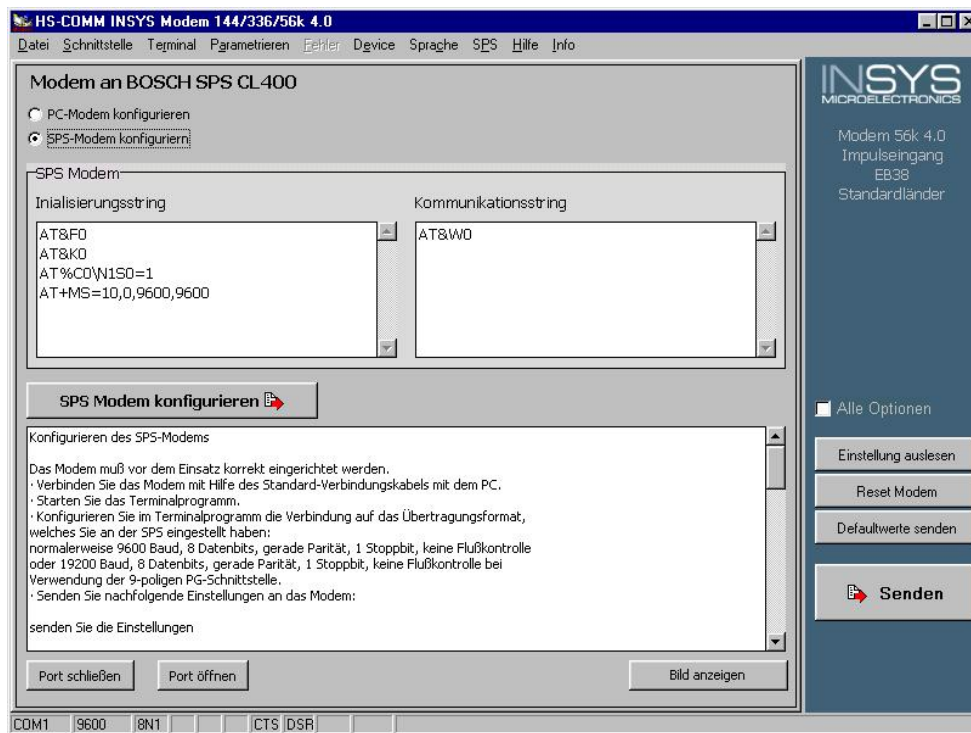 HS-COMM INSYS Modem 144/336/56k 4.0
Datei Schnittstelle Terminal Parametrieren Fehler Device Sprache SPS Hilfe Info
Modem an BOSCH SPS CL400
PC-Modem konfigurieren
SPS-Modem konfiguriern
SPS Modem
Inialisierungsstring
Kommunikationsstring
AT&F0
AT&K0
AT%C0\N1S0=1
AT+MS=10,0,9600,9600
AT&W0
SPS Modem konfigurieren
Konfigurieren des SPS-Modems
Das Modem muß vor dem Einsatz korrekt eingerichtet werden.
· Verbinden Sie das Modem mit Hilfe des Standard-Verbindungskabels mit dem PC.
· Starten Sie das Terminalprogramm.
· Konfigurieren Sie im Terminalprogramm die Verbindung auf das Übertragungsformat,
welches Sie an der SPS eingestellt haben:
normalerweise 9600 Baud, 8 Datenbits, gerade Parität, 1 Stoppbit, keine Flußkontrolle
oder 19200 Baud, 8 Datenbits, gerade Parität, 1 Stoppbit, keine Flußkontrolle bei
Verwendung der 9-poligen PG-Schnittstelle.
· Senden Sie nachfolgende Einstellungen an das Modem:
senden Sie die Einstellungen
Port schließen
Port öffnen
Bild anzeigen
INSYS
MICROELECTRONICS
Modem 56k 4.0
Impulseingang
EB38
Standardländer
Alle Optionen
Einstellung auslesen
Reset Modem
Defaultwerte senden
Senden
COM1 9600 8N1 CTS DSR